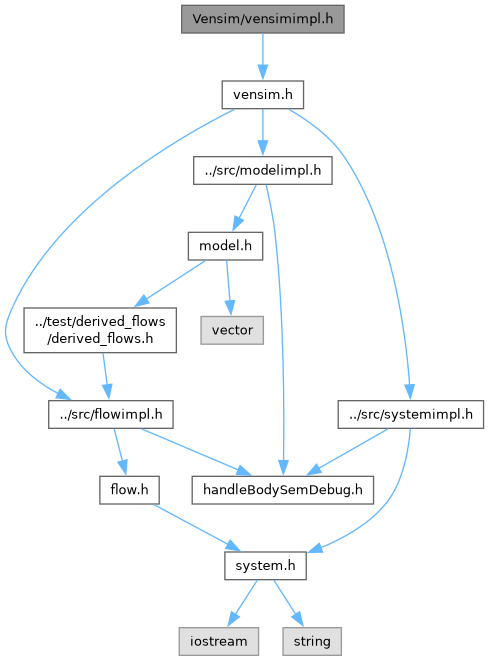 Vensim/vensimimpl.h
vensim.h
../src/modelimpl.h
model.h
../test/derived_flows
/derived_flows.h
vector
../src/flowimpl.h
../src/systemimpl.h
flow.h
handleBodySemDebug.h
system.h
iostream
string